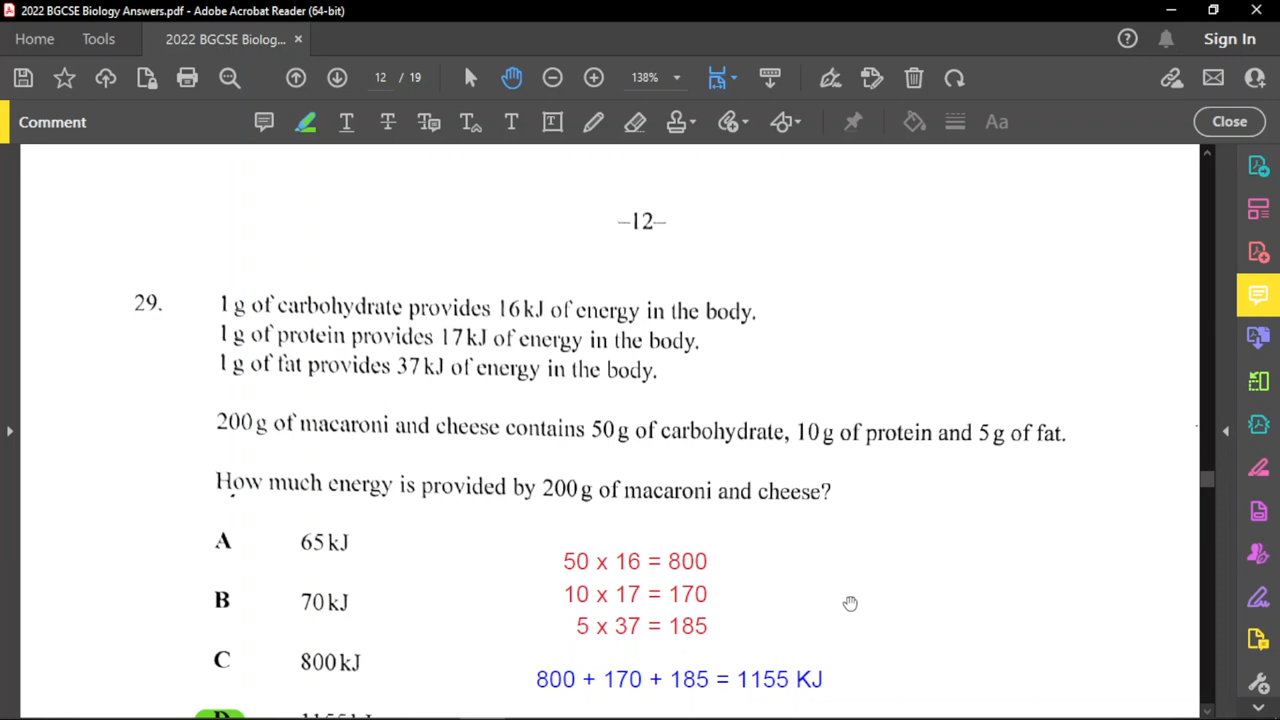 2022 BGCSE Biology Answers.pdf - Adobe Acrobat Reader (64-bit)
Home Tools 2022 BGCSE Biolog... × Sign In
12 / 19 138%
Comment Close
–12–
29. 1 g of carbohydrate provides 16 kJ of energy in the body.
1 g of protein provides 17 kJ of energy in the body.
1 g of fat provides 37 kJ of energy in the body.
200 g of macaroni and cheese contains 50 g of carbohydrate, 10 g of protein and 5 g of fat.
How much energy is provided by 200 g of macaroni and cheese?
A 65 kJ
50 x 16 = 800
10 x 17 = 170
B 70 kJ
5 x 37 = 185
C 800 kJ
800 + 170 + 185 = 1155 KJ
D 1155 kJ